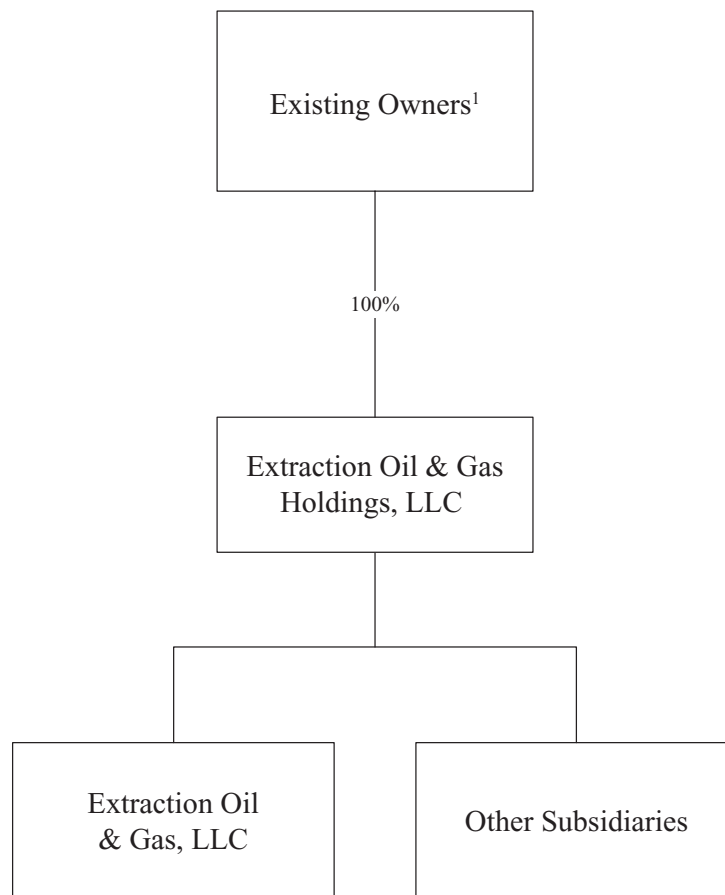 Existing Owners¹
100%
Extraction Oil & Gas
Holdings, LLC
Extraction Oil
& Gas, LLC
Other Subsidiaries